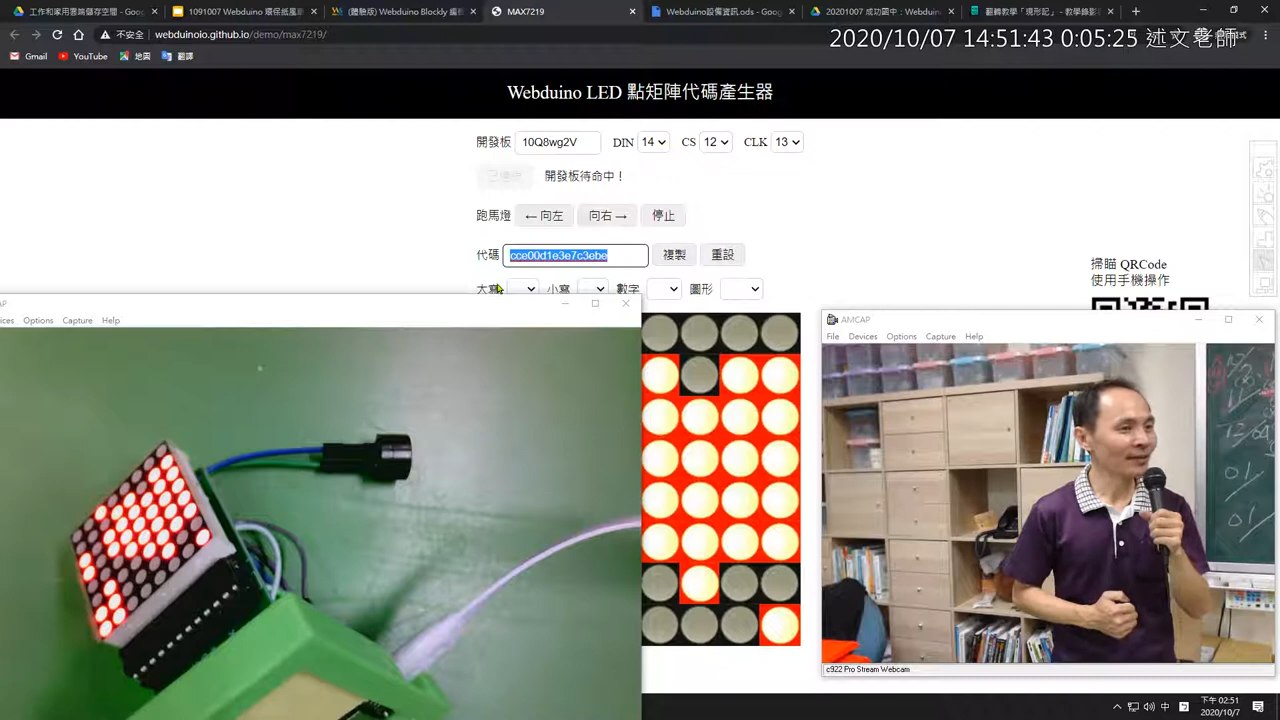 工作和家用雲端儲存空間 - Goog
1091007 Webduino 環保紙風
(體驗版) Webduino Blockly 編
MAX7219
Webduino設備資訊.ods - Goog
20201007 成功國中：Webduino
翻轉教學「現形記」 - 教學錄影
不安全 webduinoio.github.io/demo/max7219/
2020/10/07 14:51:43 0:05:25 述文老師
Gmail YouTube 地圖 翻譯
Webduino LED 點矩陣代碼產生器
開發板 10Q8wg2V DIN 14 CS 12 CLK 13
開發板待命中！
跑馬燈 ← 向左 向右 → 停止
代碼 cce00d1e3e7c3ebe 複製 重設
大寫 小寫 數字 圖形
掃瞄 QRCode
使用手機操作
Options Capture Help
AMCAP
File Devices Options Capture Help
c922 Pro Stream Webcam
中
下午 02:51
2020/10/7